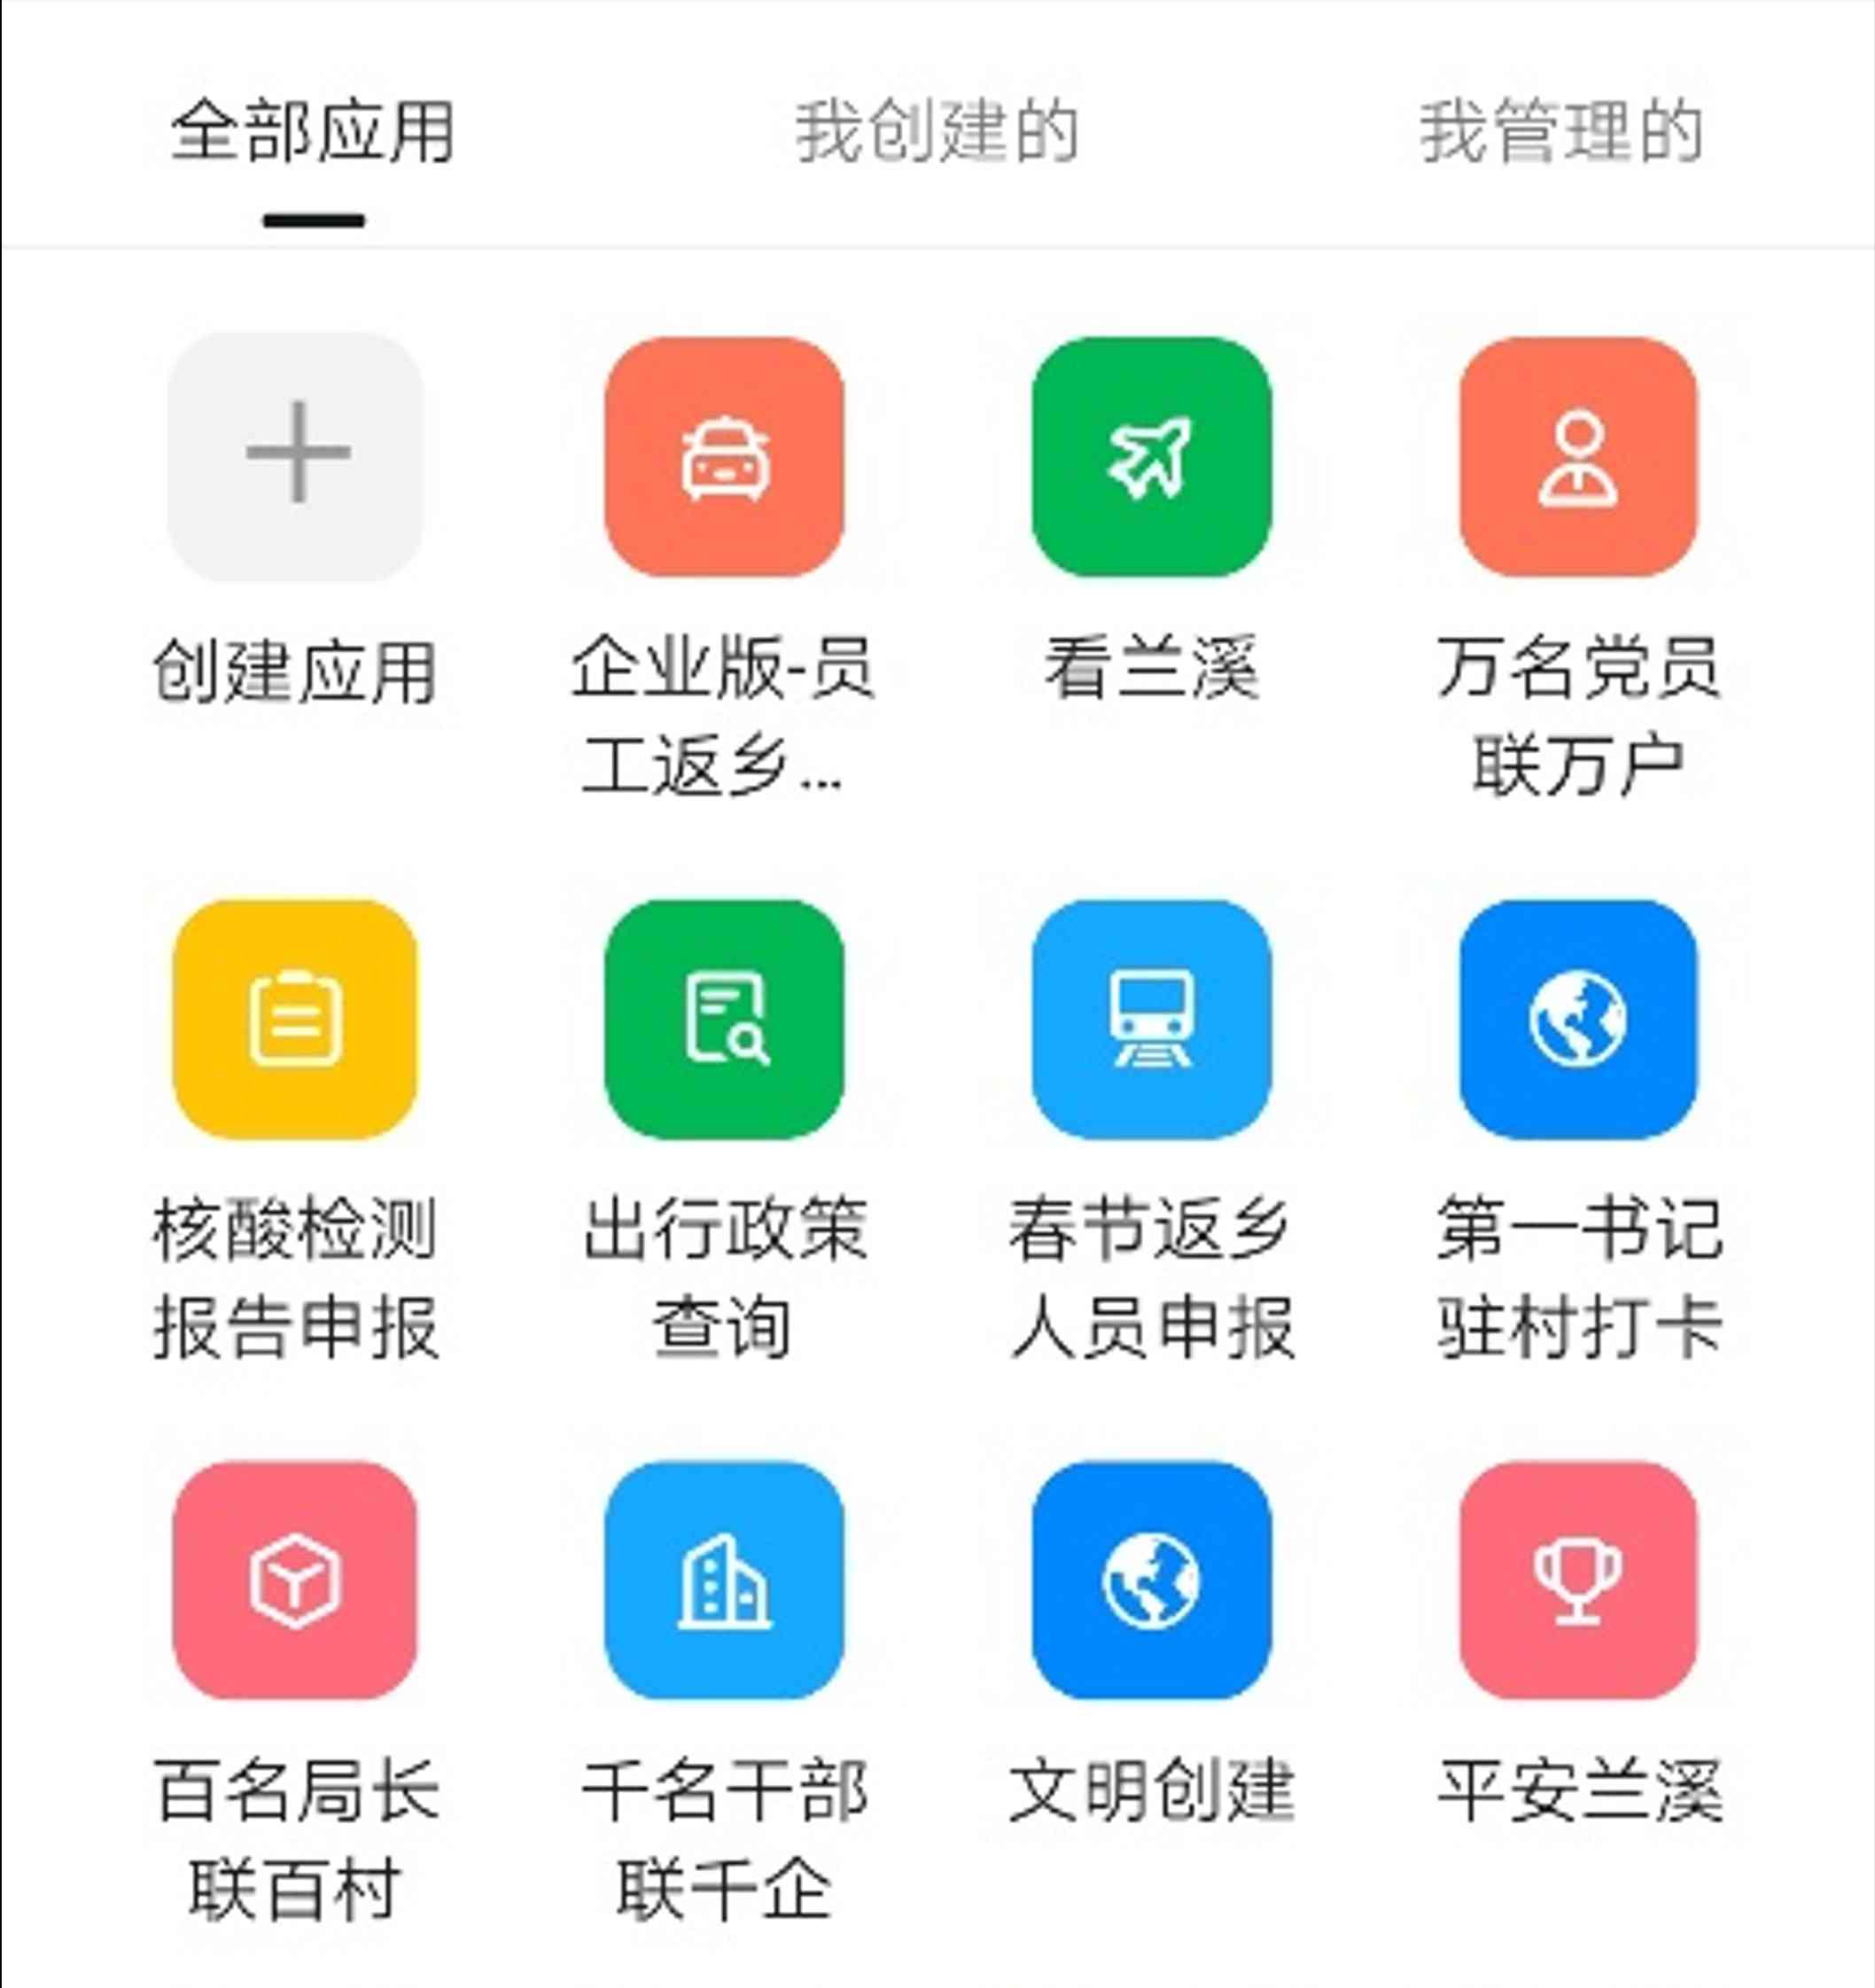 全部应用 我创建的 我管理的
创建应用
企业版-员
工返乡...
看兰溪
万名党员
联万户
核酸检测
报告申报
出行政策
查询
春节返乡
人员申报
第一书记
驻村打卡
百名局长
联百村
千名干部
联千企
文明创建
平安兰溪